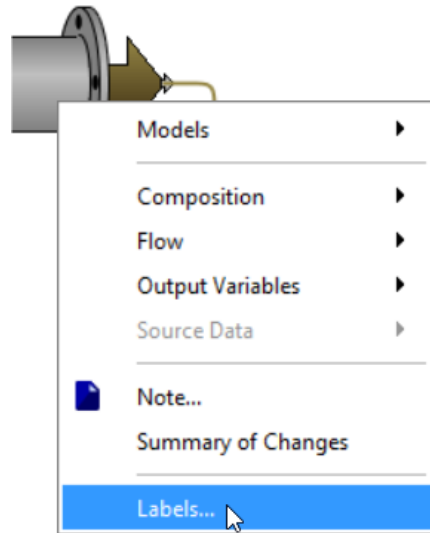 Models
Composition
Flow
Output Variables
Source Data
Note...
Summary of Changes
Labels...